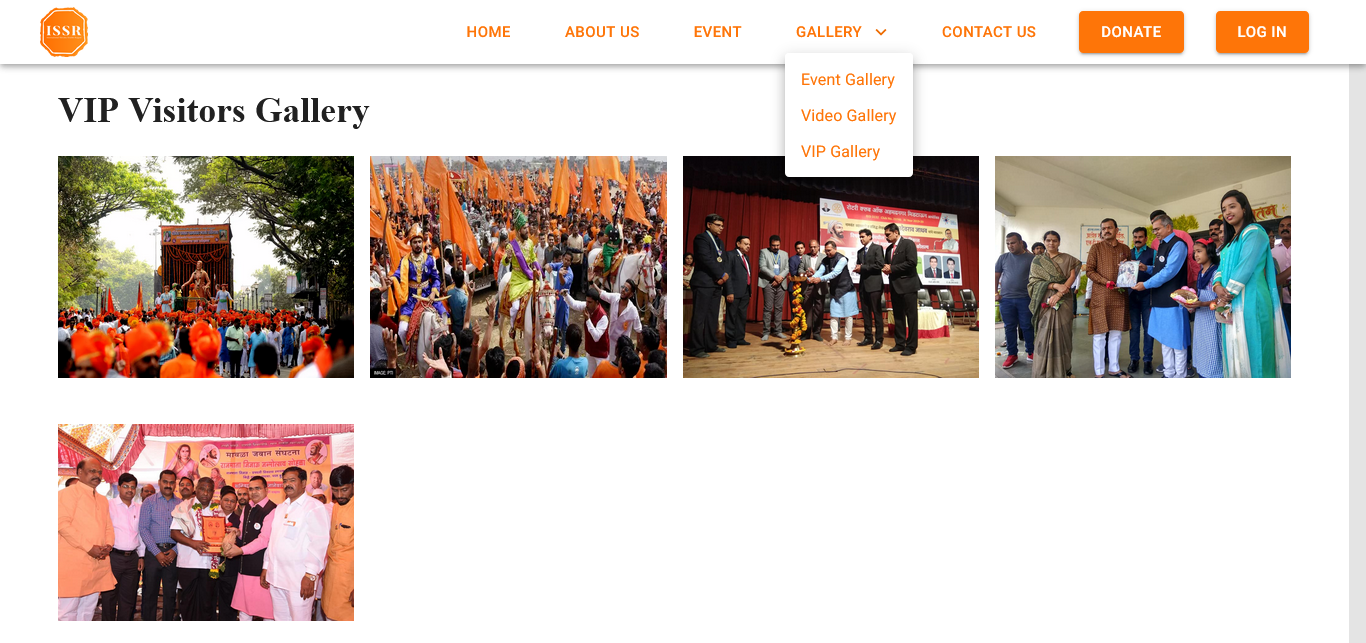 ISSR
HOME
ABOUT US
EVENT
GALLERY
CONTACT US
DONATE
LOG IN
Event Gallery
Video Gallery
VIP Gallery
VIP Visitors Gallery
IMAGE: PTI
मावळा जवान संघटना